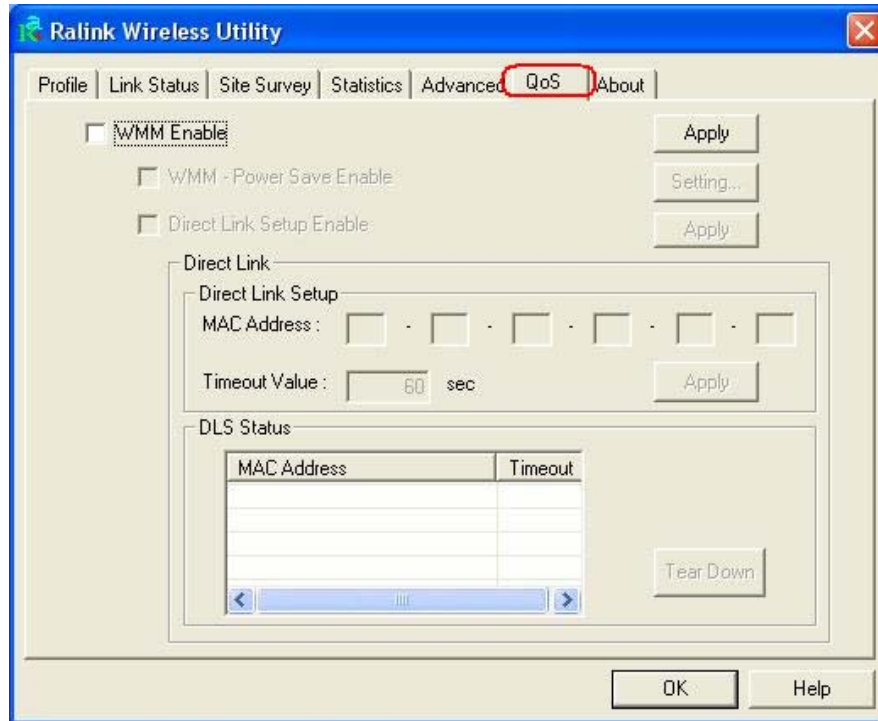 Ralink Wireless Utility
Profile Link Status Site Survey Statistics Advanced QoS About
WMM Enable Apply
WMM - Power Save Enable Setting...
Direct Link Setup Enable Apply
Direct Link
Direct Link Setup
MAC Address : - - - - -
Timeout Value : 60 sec Apply
DLS Status
MAC Address Timeout
Tear Down
OK Help